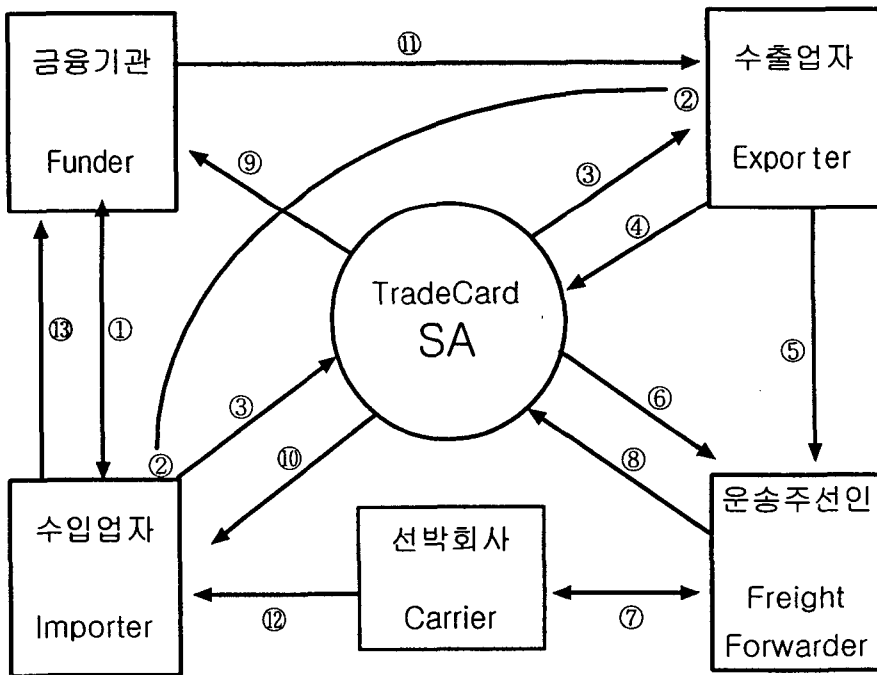 금융기관
Funder
⑪
수출업자
Exporter
②
⑨
③
④
TradeCard
SA
⑬
①
⑤
③
⑥
②
⑩
⑧
수입업자
Importer
선박회사
Carrier
운송주선인
Freight
Forwarder
⑫
⑦